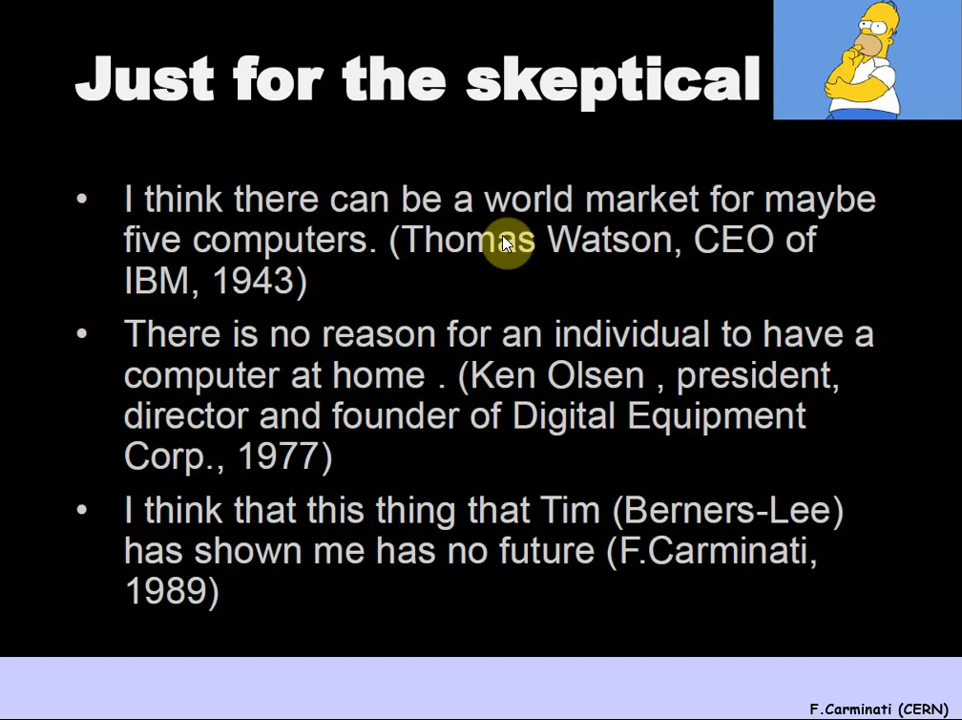 Just for the skeptical
• I think there can be a world market for maybe
five computers. (Thomas Watson, CEO of
IBM, 1943)
• There is no reason for an individual to have a
computer at home . (Ken Olsen , president,
director and founder of Digital Equipment
Corp., 1977)
• I think that this thing that Tim (Berners-Lee)
has shown me has no future (F.Carminati,
1989)
F.Carminati (CERN)